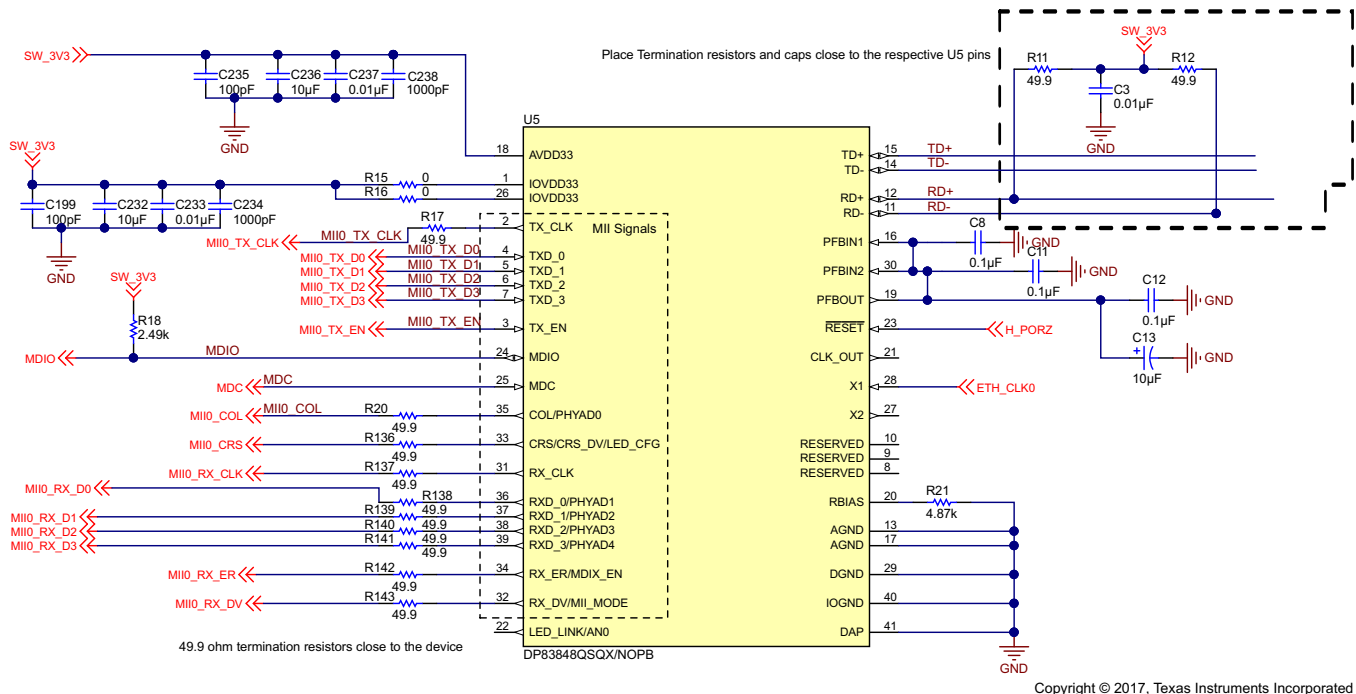 SW_3V3
C235
100pF
C236
10µF
C237
0.01µF
C238
1000pF
GND
Place Termination resistors and caps close to the respective U5 pins
SW_3V3
R11
49.9
R12
49.9
C3
0.01µF
GND
SW_3V3
C199
100pF
C232
10µF
C233
0.01µF
C234
1000pF
GND
R15 0
R16 0
U5
18 AVDD33
1 IOVDD33
26 IOVDD33
MII Signals
MII0_TX_CLK MII0_TX_CLK R17 49.9 2 TX_CLK
MII0_TX_D0 MII0_TX_D0 4 TXD_0
MII0_TX_D1 MII0_TX_D1 5 TXD_1
MII0_TX_D2 MII0_TX_D2 6 TXD_2
MII0_TX_D3 MII0_TX_D3 7 TXD_3
MII0_TX_EN MII0_TX_EN 3 TX_EN
SW_3V3
R18
2.49k
MDIO MDIO 24 MDIO
MDC MDC 25 MDC
MII0_COL MII0_COL R20 49.9 35 COL/PHYAD0
MII0_CRS R136 49.9 33 CRS/CRS_DV/LED_CFG
MII0_RX_CLK R137 49.9 31 RX_CLK
MII0_RX_D0 R138 49.9 36 RXD_0/PHYAD1
MII0_RX_D1 R139 49.9 37 RXD_1/PHYAD2
MII0_RX_D2 R140 49.9 38 RXD_2/PHYAD3
MII0_RX_D3 R141 49.9 39 RXD_3/PHYAD4
MII0_RX_ER R142 49.9 34 RX_ER/MDIX_EN
MII0_RX_DV R143 49.9 32 RX_DV/MII_MODE
22 LED_LINK/AN0
49.9 ohm termination resistors close to the device
DP83848QSQX/NOPB
TD+ 15 TD+
TD- 14 TD-
RD+ 12 RD+
RD- 11 RD-
PFBIN1 16 C8 0.1µF GND
PFBIN2 30 C11 0.1µF GND
PFBOUT 19 C12 0.1µF GND
RESET 23 H_PORZ
C13 + 10µF GND
CLK_OUT 21
X1 28 ETH_CLK0
X2 27
RESERVED 10
RESERVED 9
RESERVED 8
RBIAS 20 R21 4.87k
AGND 13
AGND 17
DGND 29
IOGND 40
DAP 41
GND
Copyright © 2017, Texas Instruments Incorporated